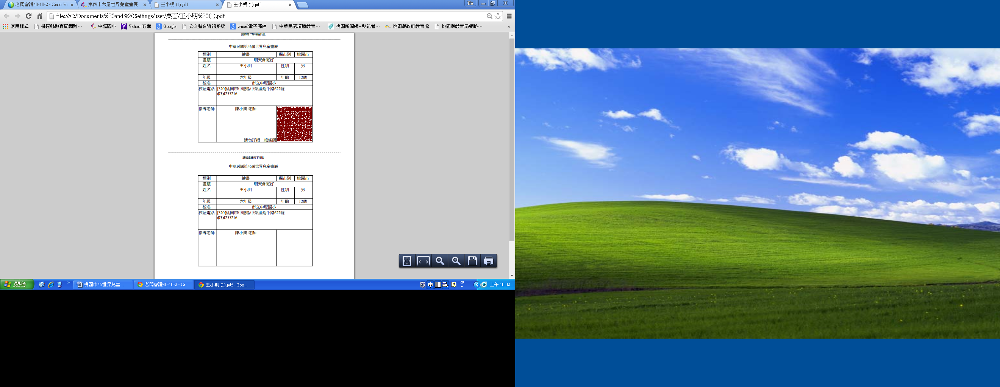 老闆會議40-10-2 - Cisco W
第四十六屆世界兒童畫展
王小明 (1).pdf
王小明 (1).pdf
Hu
file:///C:/Documents%20and%20Settings/user/桌面/王小明%20(1).pdf
應用程式 桃園縣教育局網路… 中壢國小 Yahoo!奇摩 Google 公文整合資訊系統 Gmail電子郵件 中華民國環境教育… 桃園新聞網--與記者… 桃園縣政府教育處 桃園縣教育局網路… »
請將第二聯浮貼於此
中華民國第46屆世界兒童畫展
類別 繪畫 縣市別 桃園市
畫題 明天會更好
姓名 王小明 性別 男
年級 六年級 年齡 12歲
校名 市立中壢國小
校址電話 [320]桃園市中壢區中榮里延平路622號
(03)4255216
指導老師 陳小美 老師
請勿汙損二維條碼
請延虛線剪下浮貼
中華民國第46屆世界兒童畫展
類別 繪畫 縣市別 桃園市
畫題 明天會更好
姓名 王小明 性別 男
年級 六年級 年齡 12歲
校名 市立中壢國小
校址電話 [320]桃園市中壢區中榮里延平路622號
(03)4255216
指導老師 陳小美 老師
開始 » 桃園市46世界兒童... 老闆會議40-10-2 - Ci... 王小明 (1).pdf - Goo... 中 上午 10:02